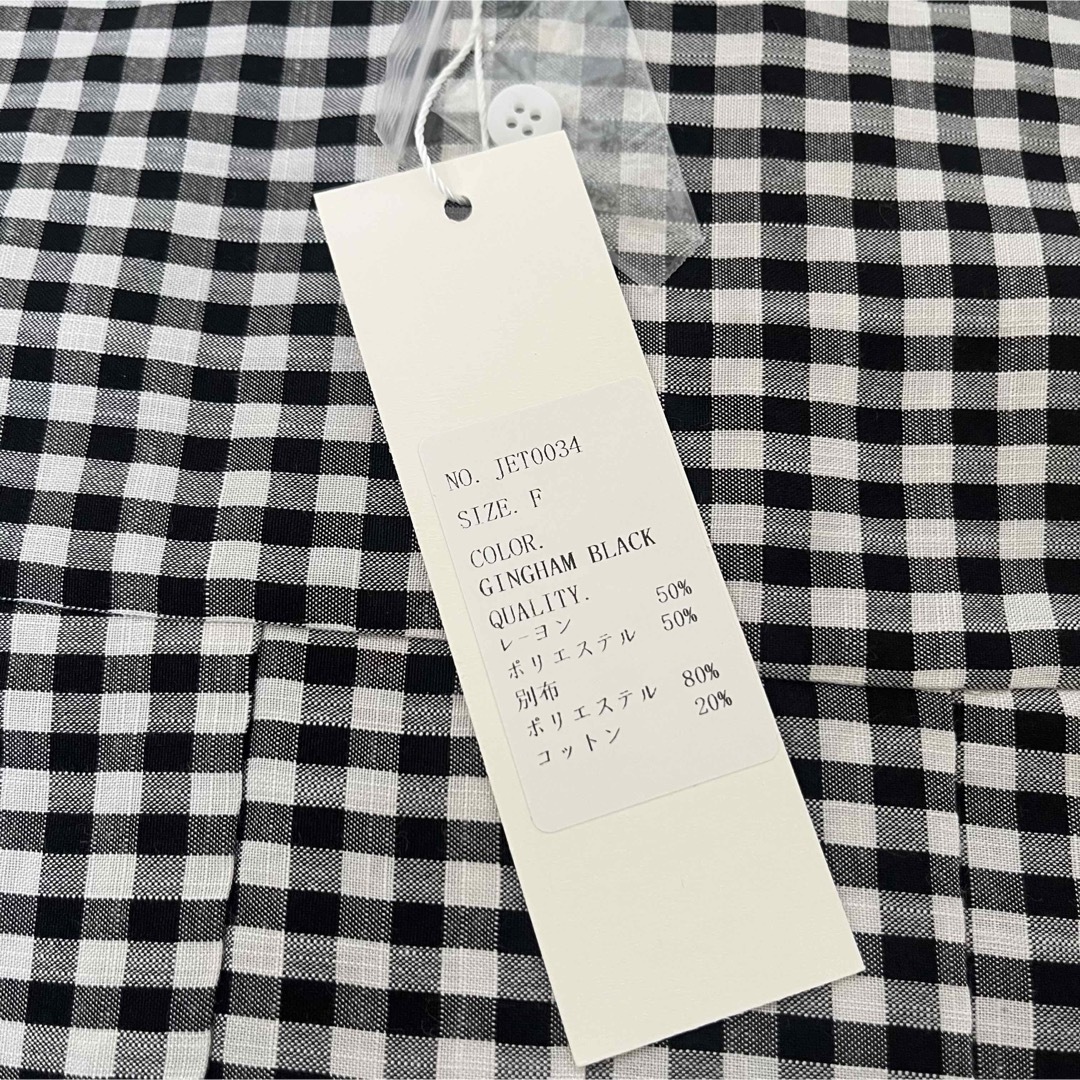 NO. JET0034
SIZE. F
COLOR.
GINGHAM BLACK
QUALITY.
レーヨン 50%
ポリエステル 50%
別布
ポリエステル 80%
コットン 20%